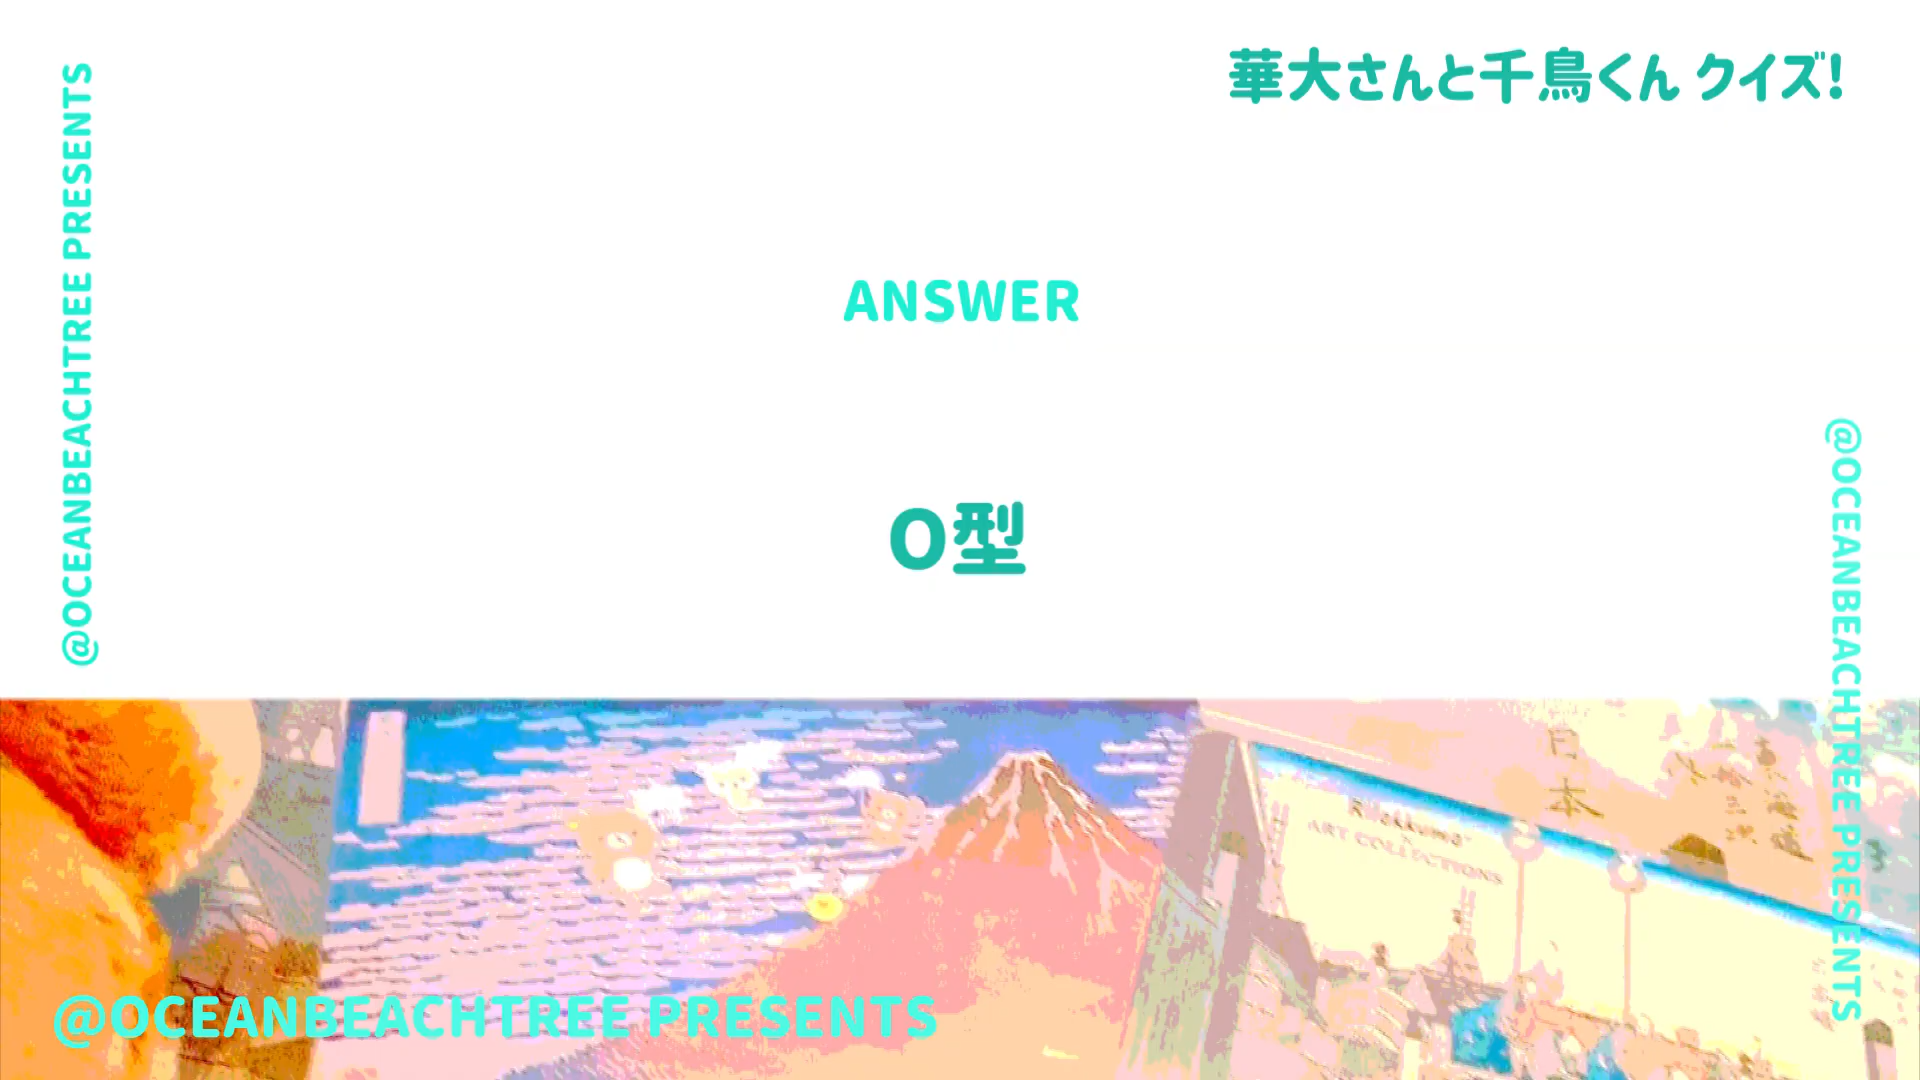 華大さんと千鳥くん クイズ!
@OCEANBEACHTREE PRESENTS
ANSWER
O型
@OCEANBEACHTREE PRESENTS
日本
Rilakkuma
×
ART COLLECTIONS
@OCEANBEACHTREE PRESENTS